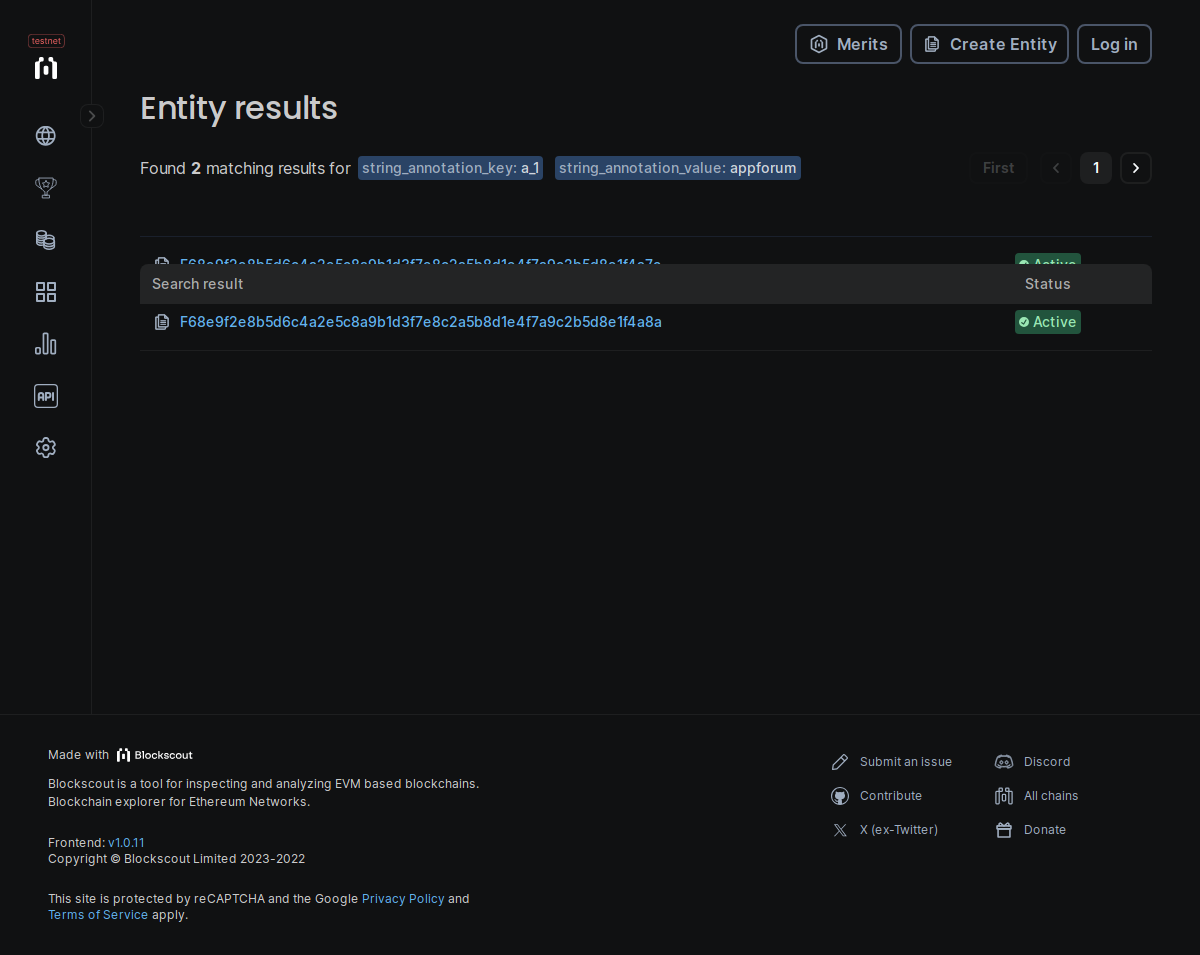 testnet
Merits
Create Entity
Log in
Entity results
Found 2 matching results for string_annotation_key: a_1 string_annotation_value: appforum
First
1
Active
Search result
Status
F68e9f2e8b5d6c4a2e5c8a9b1d3f7e8c2a5b8d1e4f7a9c2b5d8e1f4a8a
Active
API
Made with Blockscout
Blockscout is a tool for inspecting and analyzing EVM based blockchains.
Blockchain explorer for Ethereum Networks.
Frontend: v1.0.11
Copyright © Blockscout Limited 2023-2022
This site is protected by reCAPTCHA and the Google Privacy Policy and
Terms of Service apply.
Submit an issue
Contribute
X (ex-Twitter)
Discord
All chains
Donate